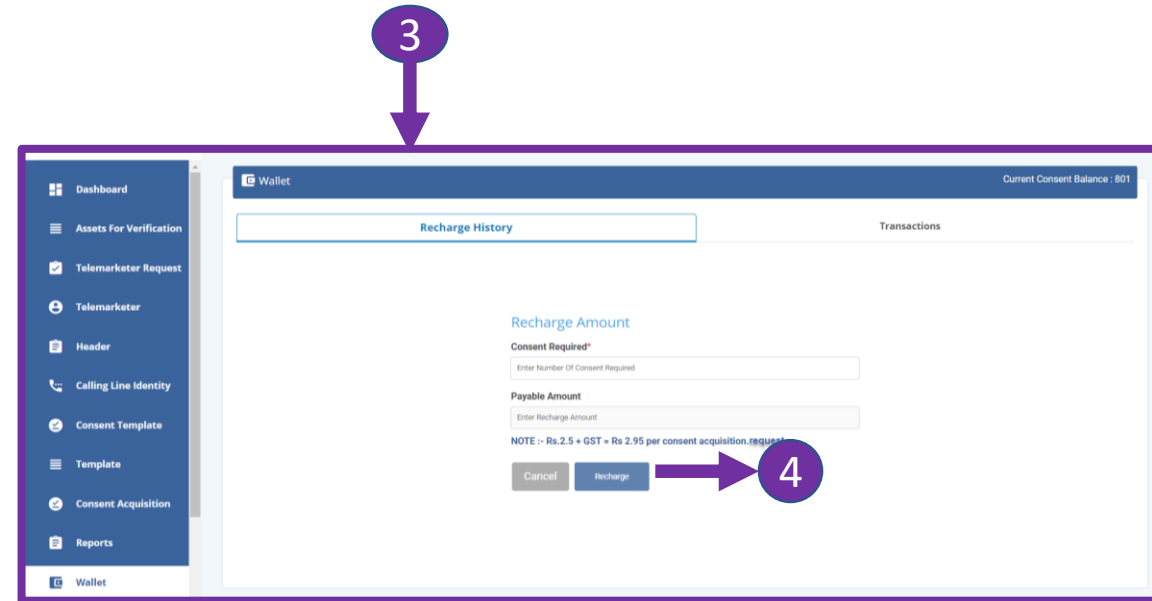 3
Dashboard
Assets For Verification
Telemarketer Request
Telemarketer
Header
Calling Line Identity
Consent Template
Template
Consent Acquisition
Reports
Wallet
Wallet
Current Consent Balance : 801
Recharge History
Transactions
Recharge Amount
Consent Required*
Enter Number Of Consent Required
Payable Amount
Enter Recharge Amount
NOTE :- Rs.2.5 + GST = Rs 2.95 per consent acquisition.request
Cancel
Recharge
4